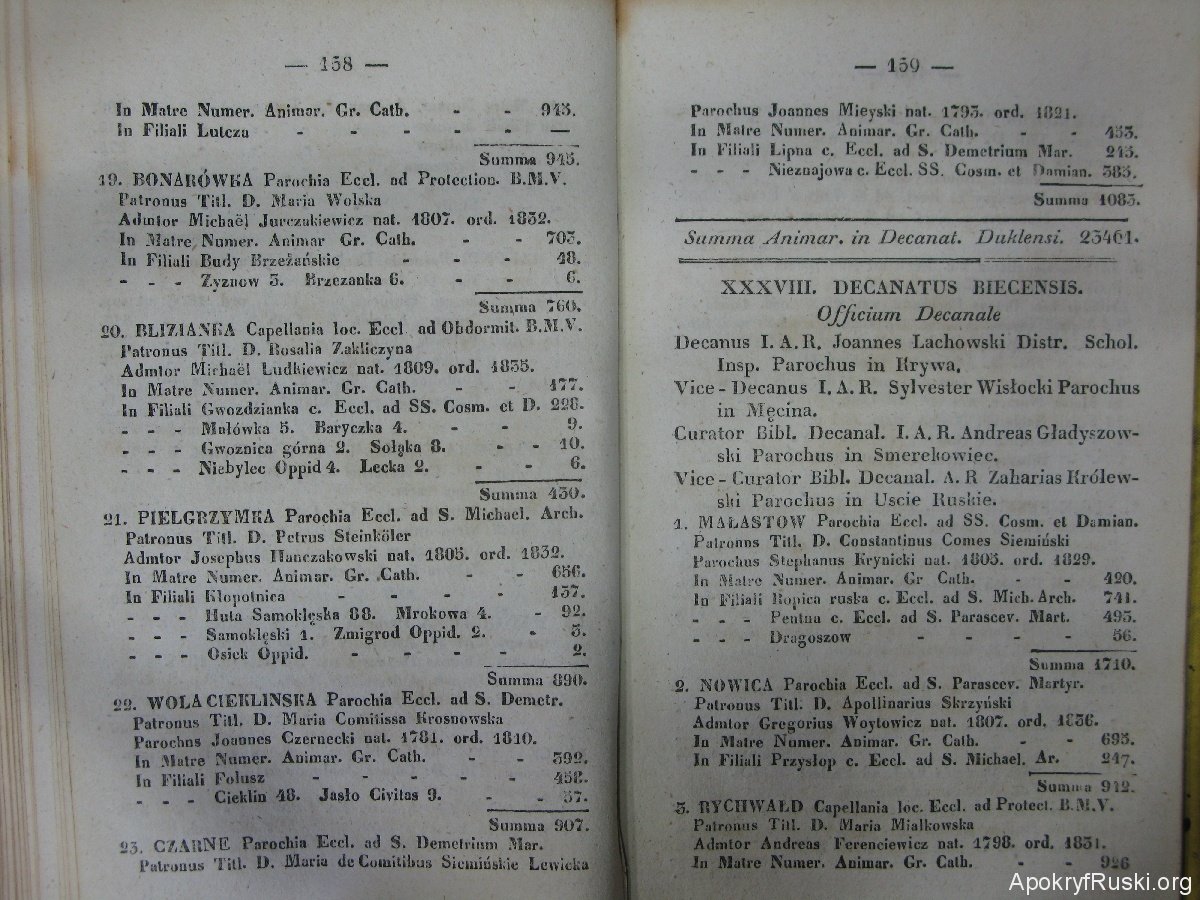 — 158 —
In Matre Numer. Animar. Gr. Cath. - - 945.
In Filiali Lutcza - - - - - —
Summa 945.
19. BONARÓWKA Parochia Eccl. ad Protection. B.M.V.
Patronus Titl. D. Maria Wolska
Admtor Michaël Jurczakiewicz nat. 1807. ord. 1832.
In Matre Numer. Animar Gr. Cath. - - 703.
In Filiali Budy Brzeżańskie - - - 48.
- - - Zyznow 3. Brzezanka 6. - - 6.
Summa 760.
20. BLIZIANKA Capellania loc. Eccl ad Obdormit. B.M.V.
Patronus Titl. D. Rosalia Zakliczyna
Admtor Michaël Ludkiewicz nat. 1809. ord. 1835.
In Matre Numer. Animar. Gr. Cath. - - 177.
In Filiali Gwozdzianka c. Eccl. ad SS. Cosm. et D. 228.
- - - Małówka 5. Baryczka 4. - - 9.
- - - Gwoznica górna 2. Soląka 8. - - 10.
- - - Niebylec Oppid 4. Lecka 2. - - 6.
Summa 430.
21. PIELGRZYMKA Parochia Eccl. ad S. Michael. Arch.
Patronus Titl. D. Petrus Steinköler
Admtor Josephus Hanczakowski nat. 1805. ord. 1832.
In Matre Numer. Animar. Gr. Cath. - - 656.
In Filiali Kłopotnica - - - - 137.
- - - Huta Samoklęska 88. Mrokowa 4. - 92.
- - - Samoklęski 1. Zmigrod Oppid. 2. - 3.
- - - Osiek Oppid. - - - - 2.
Summa 890.
22. WOLA CIEKLINSKA Parochia Eccl. ad S. Demetr.
Patronus Titl. D. Maria Comitissa Krosnowska
Parochus Joannes Czernecki nat. 1781. ord. 1810.
In Matre Numer. Animar. Gr. Cath. - - 392.
In Filiali Folusz - - - - - 458.
- - - Cieklin 48. Jasło Civitas 9. - - 57.
Summa 907.
23. CZARNE Parochia Eccl. ad S. Demetrium Mar.
Patronus Titl. D. Maria de Comitibus Siemińskie Lewicka
— 159 —
Parochus Joannes Mieyski nat. 1793. ord. 1821.
In Matre Numer. Animar. Gr. Cath. - - 453.
In Filiali Lipna c. Eccl. ad S. Demetrium Mar. 245.
- - - Nieznajowa c. Eccl. SS. Cosm. et Damian. 385.
Summa 1083.
Summa Animar. in Decanat. Duklensi. 23461.
XXXVIII. DECANATUS BIECENSIS.
Officium Decanale
Decanus I. A. R. Joannes Lachowski Distr. Schol.
Insp. Parochus in Krywa.
Vice - Decanus I. A. R. Sylvester Wisłocki Parochus
in Męcina.
Curator Bibl. Decanal. I. A. R. Andreas Gładyszow-
ski Parochus in Smerekowiec.
Vice - Curator Bibl. Decanal. A. R Zaharias Królew-
ski Parochus in Uscie Ruskie.
1. MAŁASTOW Parochia Eccl. ad SS. Cosm. et Damian.
Patronns Titl. D. Constantinus Comes Siemiński
Parochus Stephanus Krynicki nat. 1805. ord. 1829.
In Matre Numer. Animar. Gr Cath. - - 420.
In Filiali Ropica ruska c. Eccl. ad S. Mich. Arch. 741.
- - - Pentna c. Eccl. ad S. Parascev. Mart. 493.
- - - Dragoszow - - - - 56.
Summa 1710.
2. NOWICA Parochia Eccl. ad S. Parascev. Martyr.
Patronus Titl. D. Apollinarius Skrzyński
Admtor Gregorius Woytowicz nat. 1807. ord. 1836.
In Matre Numer. Animar. Gr. Cath. - - 695.
In Filiali Przysłop c. Eccl. ad S. Michael. Ar. 247.
Summa 942.
3. RYCHWAŁD Capellania loc. Eccl. ad Protect. B.M.V.
Patronus Titl. D. Maria Miałkowska
Admtor Andreas Ferenciewicz nat. 1798. ord. 1831.
In Matre Numer. Animar. Gr. Cath. - - 926
ApokryfRuski.org